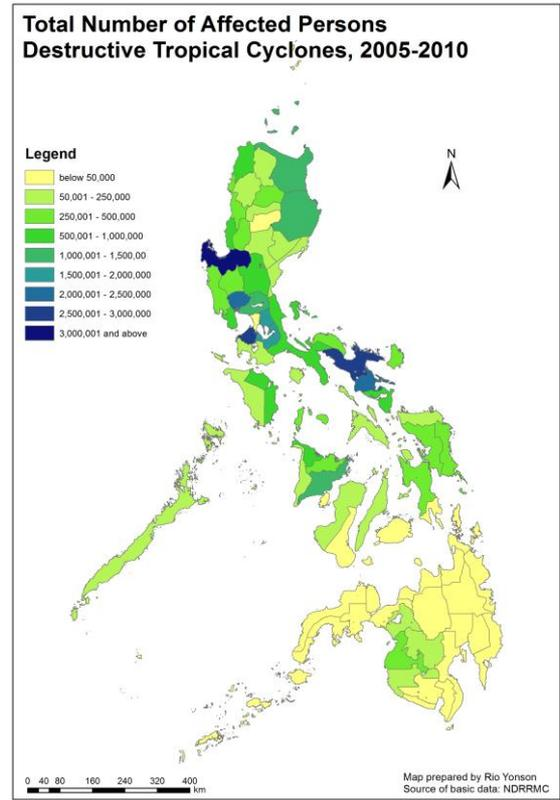 Total Number of Affected Persons
Destructive Tropical Cyclones, 2005-2010
Legend
below 50,000
50,001 - 250,000
250,001 - 500,000
500,001 - 1,000,000
1,000,001 - 1,500,00
1,500,001 - 2,000,000
2,000,001 - 2,500,000
2,500,001 - 3,000,000
3,000,001 and above
N
0 40 80 160 240 320 400
km
Map prepared by Rio Yonson
Source of basic data: NDRRMC